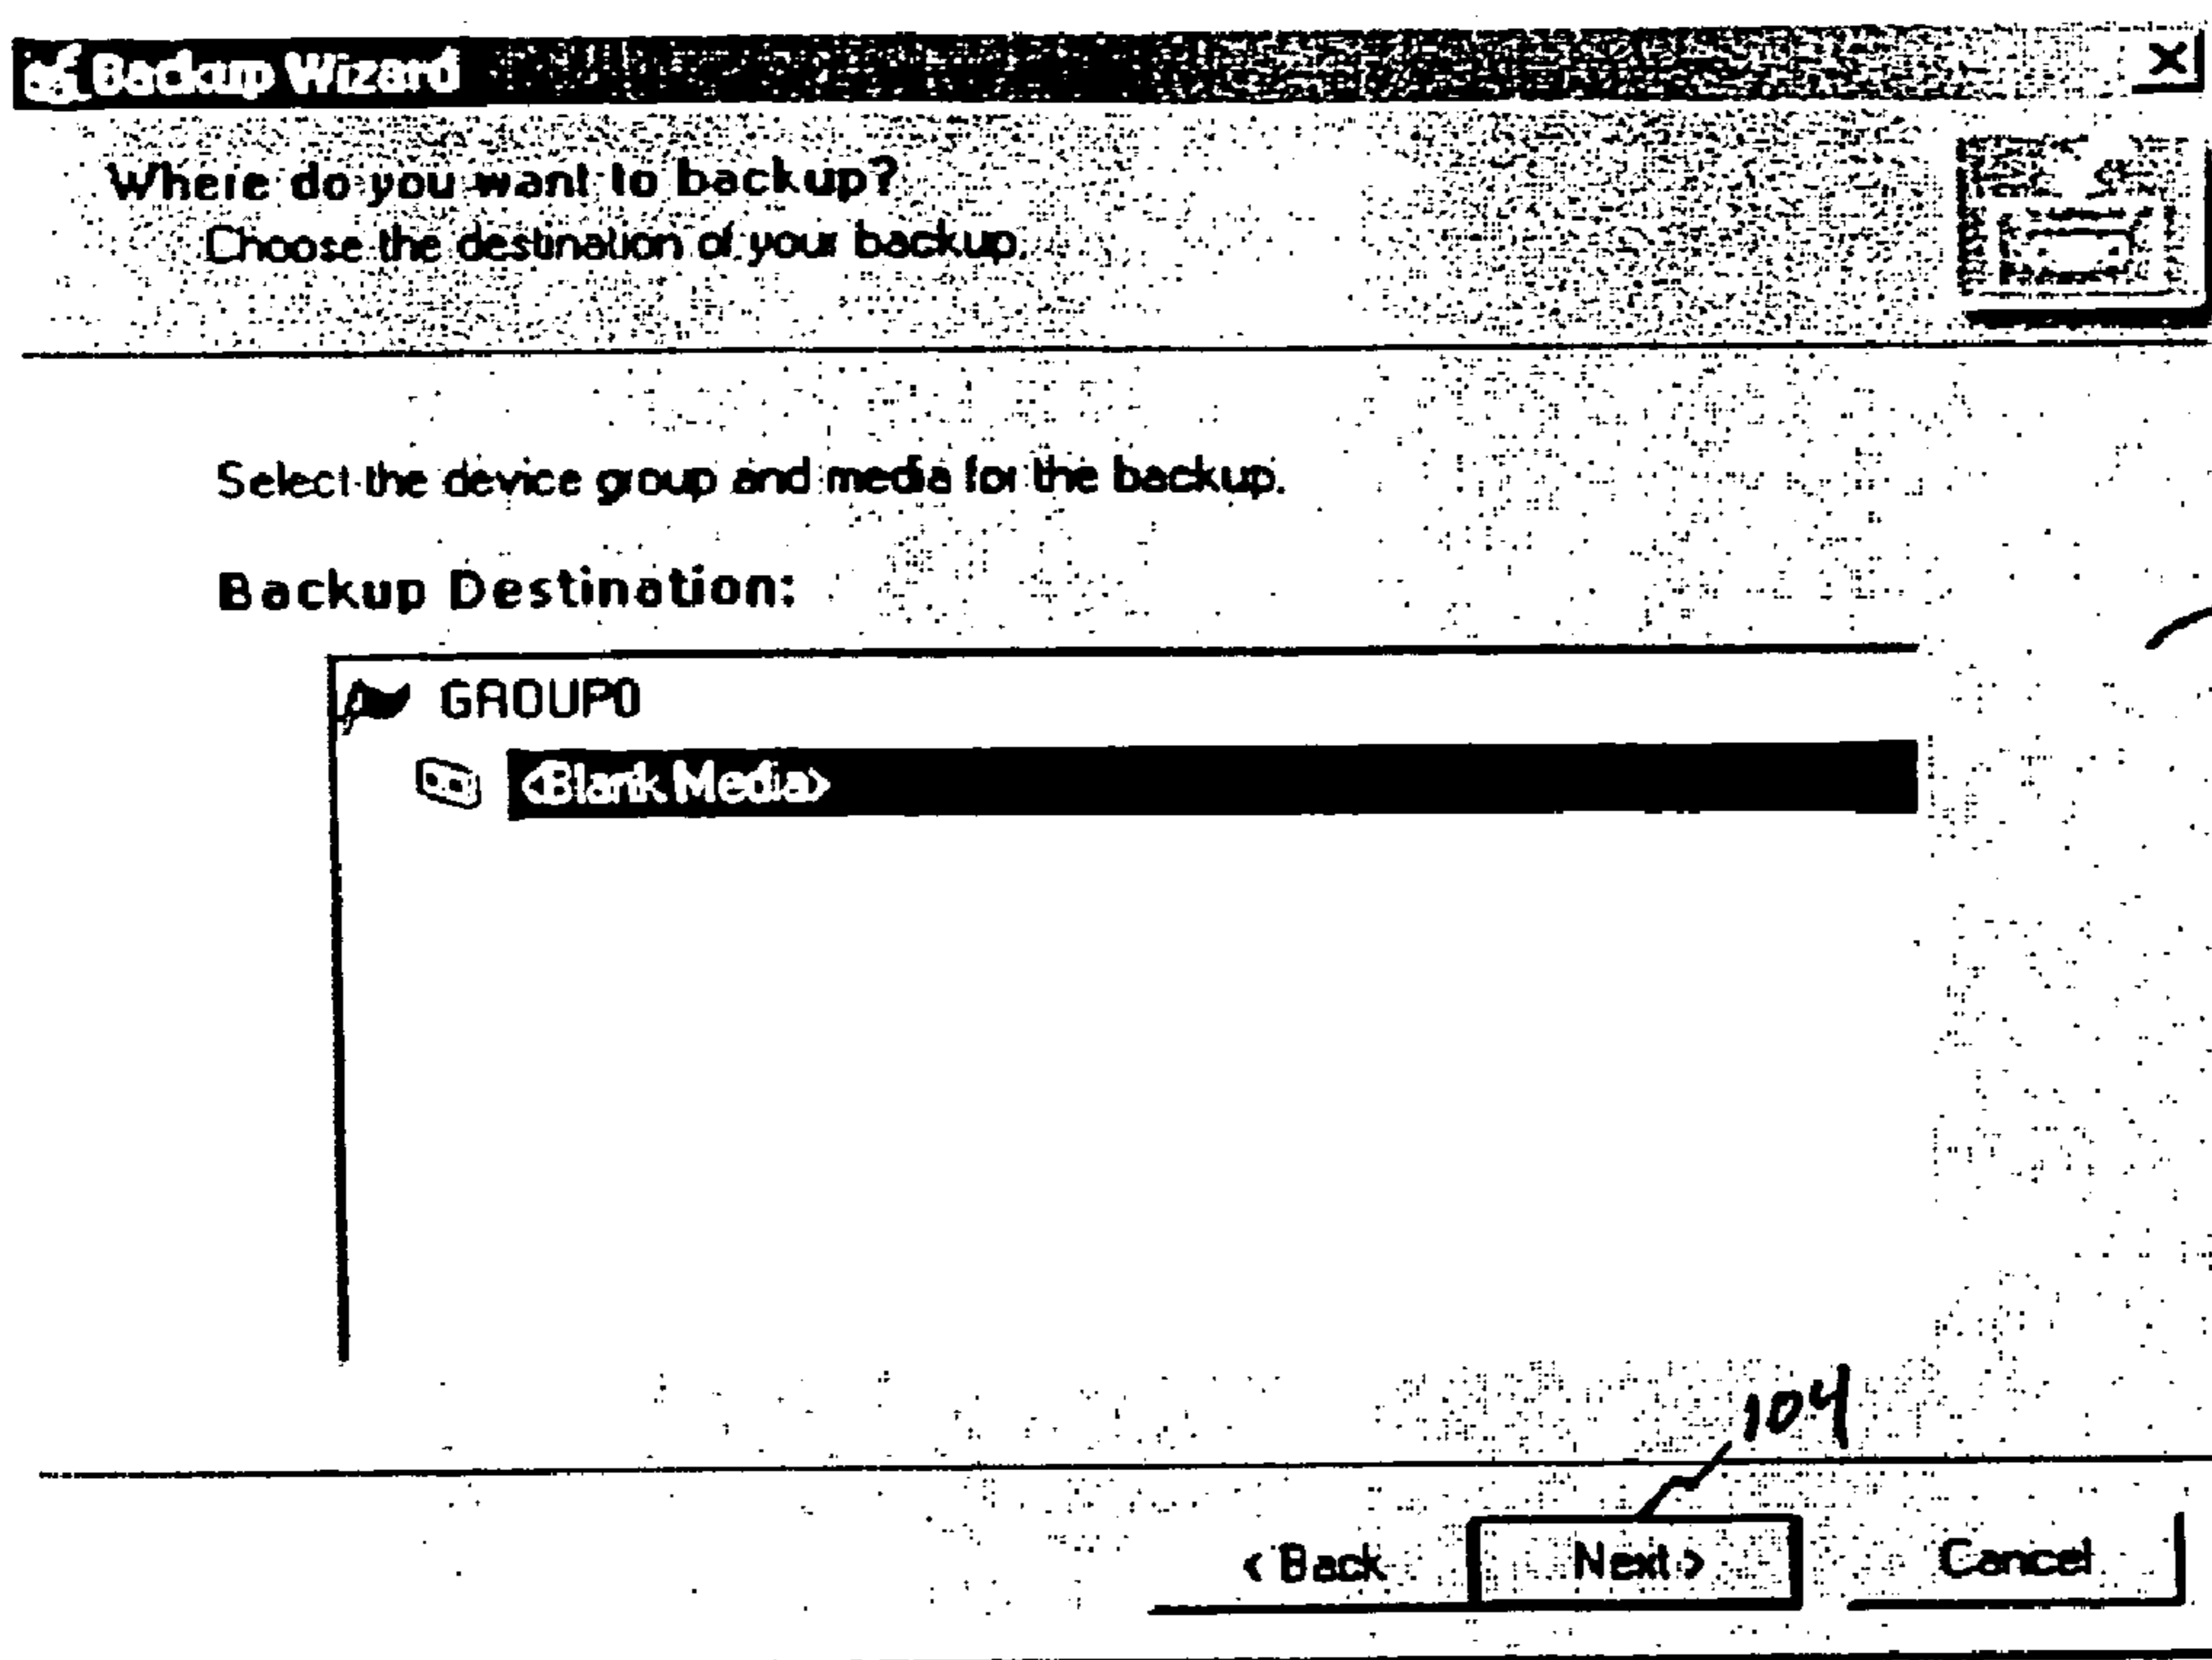 Backup Wizard
Where do you want to backup?
Choose the destination of your backup.
Select the device group and media for the backup.
Backup Destination:
GROUP0
<Blank Media>
104
< Back Next > Cancel